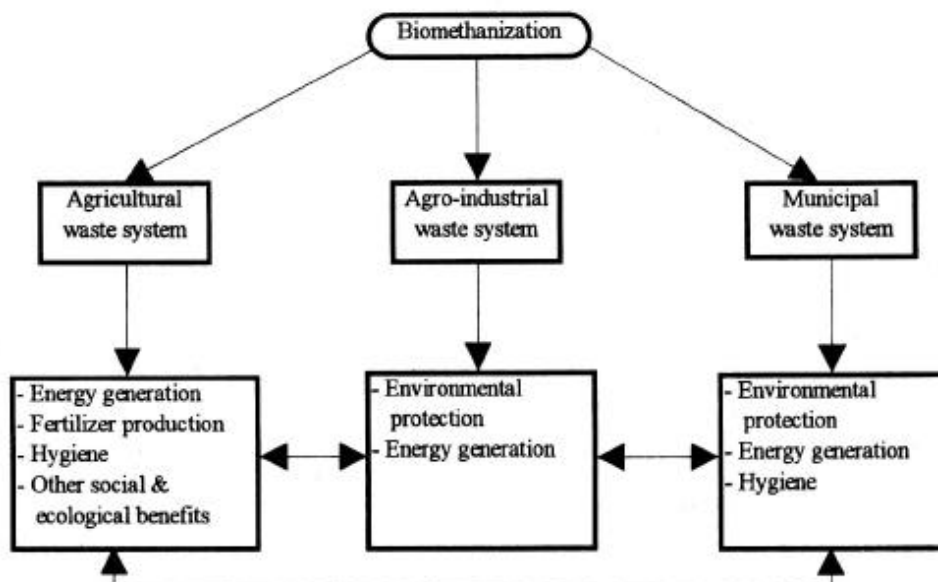 Biomethanization
Agricultural
waste system
Agro-industrial
waste system
Municipal
waste system
- Energy generation
- Fertilizer production
- Hygiene
- Other social &
ecological benefits
- Environmental
protection
- Energy generation
- Environmental
protection
- Energy generation
- Hygiene